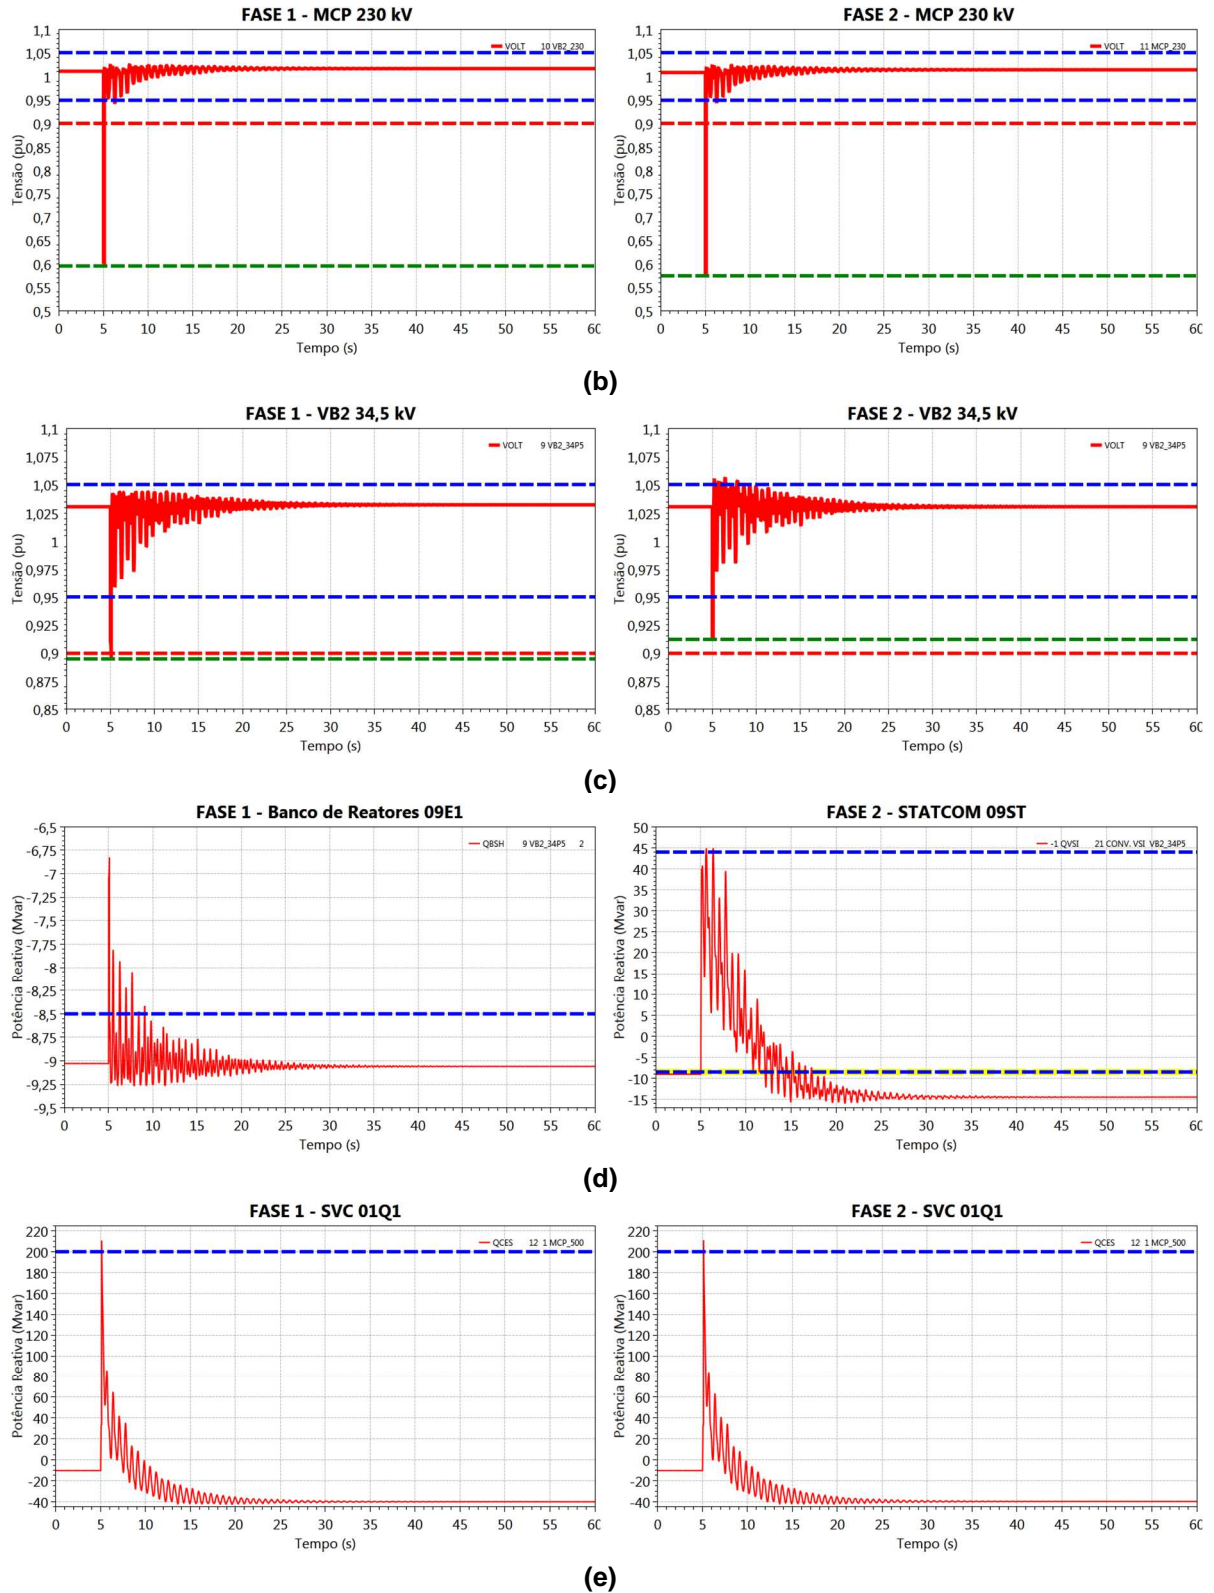 FASE 1 - MCP 230 kV
1,1
1,05
1
0,95
0,9
0,85
0,8
0,75
0,7
0,65
0,6
0,55
0,5
Tensão (pu)
VOLT 10 VB2_230
0 5 10 15 20 25 30 35 40 45 50 55 60
Tempo (s)
FASE 2 - MCP 230 kV
1,1
1,05
1
0,95
0,9
0,85
0,8
0,75
0,7
0,65
0,6
0,55
0,5
Tensão (pu)
VOLT 11 MCP_230
0 5 10 15 20 25 30 35 40 45 50 55 60
Tempo (s)
(b)
FASE 1 - VB2 34,5 kV
1,1
1,075
1,05
1,025
1
0,975
0,95
0,925
0,9
0,875
0,85
Tensão (pu)
VOLT 9 VB2_34P5
0 5 10 15 20 25 30 35 40 45 50 55 60
Tempo (s)
FASE 2 - VB2 34,5 kV
1,1
1,075
1,05
1,025
1
0,975
0,95
0,925
0,9
0,875
0,85
Tensão (pu)
VOLT 9 VB2_34P5
0 5 10 15 20 25 30 35 40 45 50 55 60
Tempo (s)
(c)
FASE 1 - Banco de Reatores 09E1
-6,5
-6,75
-7
-7,25
-7,5
-7,75
-8
-8,25
-8,5
-8,75
-9
-9,25
-9,5
Potência Reativa (Mvar)
QBSH 9 VB2_34P5 2
0 5 10 15 20 25 30 35 40 45 50 55 60
Tempo (s)
FASE 2 - STATCOM 09ST
50
45
40
35
30
25
20
15
10
5
0
-5
-10
-15
Potência Reativa (Mvar)
-1 QVSI 21 CONV. VSI VB2_34P5
0 5 10 15 20 25 30 35 40 45 50 55 60
Tempo (s)
(d)
FASE 1 - SVC 01Q1
220
200
180
160
140
120
100
80
60
40
20
0
-20
-40
Potência Reativa (Mvar)
QCES 12 1 MCP_500
0 5 10 15 20 25 30 35 40 45 50 55 60
Tempo (s)
FASE 2 - SVC 01Q1
220
200
180
160
140
120
100
80
60
40
20
0
-20
-40
Potência Reativa (Mvar)
QCES 12 1 MCP_500
0 5 10 15 20 25 30 35 40 45 50 55 60
Tempo (s)
(e)